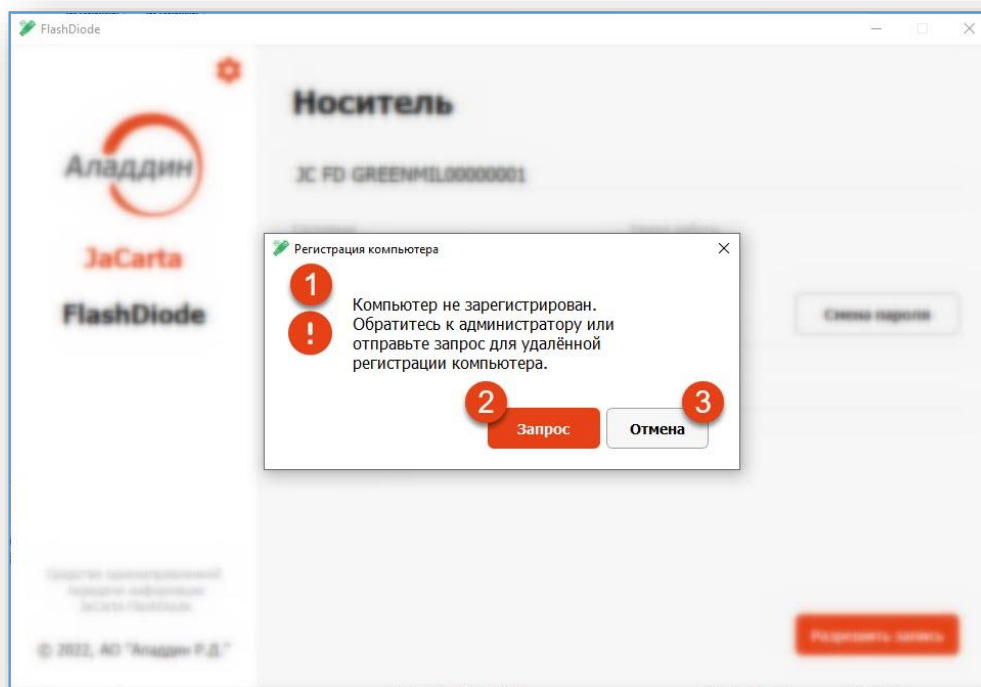 FlashDiode
Аладдин
JaCarta
FlashDiode
© 2022, АО "Аладдин Р.Д."
Носитель
JC FD GREENMIL00000001
Смена пароля
Разрешить запись
Регистрация компьютера
1
!
Компьютер не зарегистрирован.
Обратитесь к администратору или
отправьте запрос для удалённой
регистрации компьютера.
2
Запрос
3
Отмена